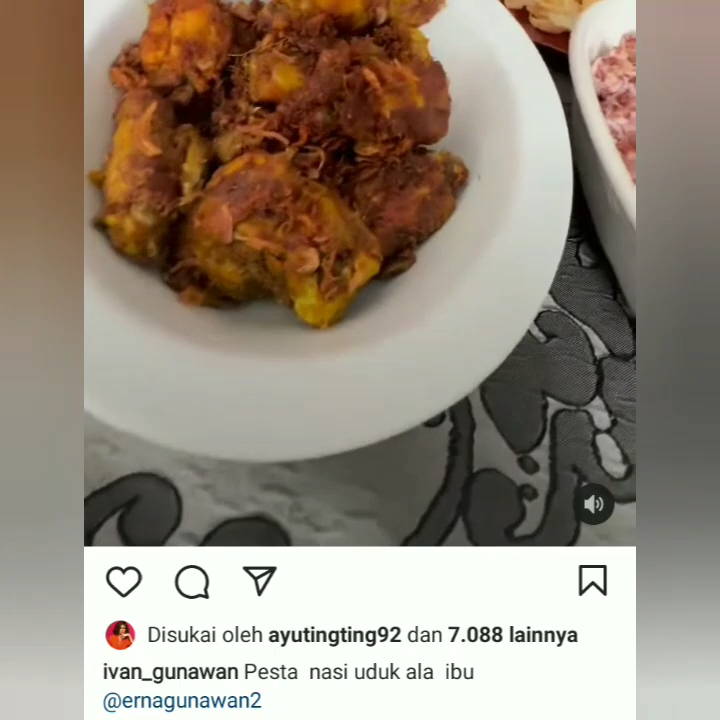 Disukai oleh ayutingting92 dan 7.088 lainnya
ivan_gunawan Pesta nasi uduk ala ibu
@ernagunawan2